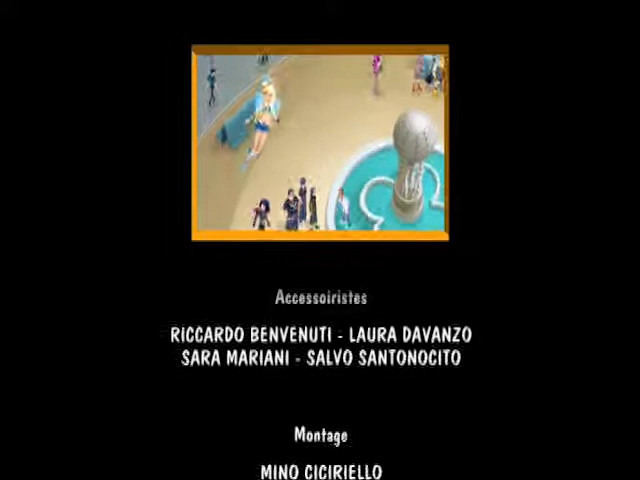 Accessoiristes
RICCARDO BENVENUTI - LAURA DAVANZO
SARA MARIANI - SALVO SANTONOCITO
Montage
MINO CICIRIELLO